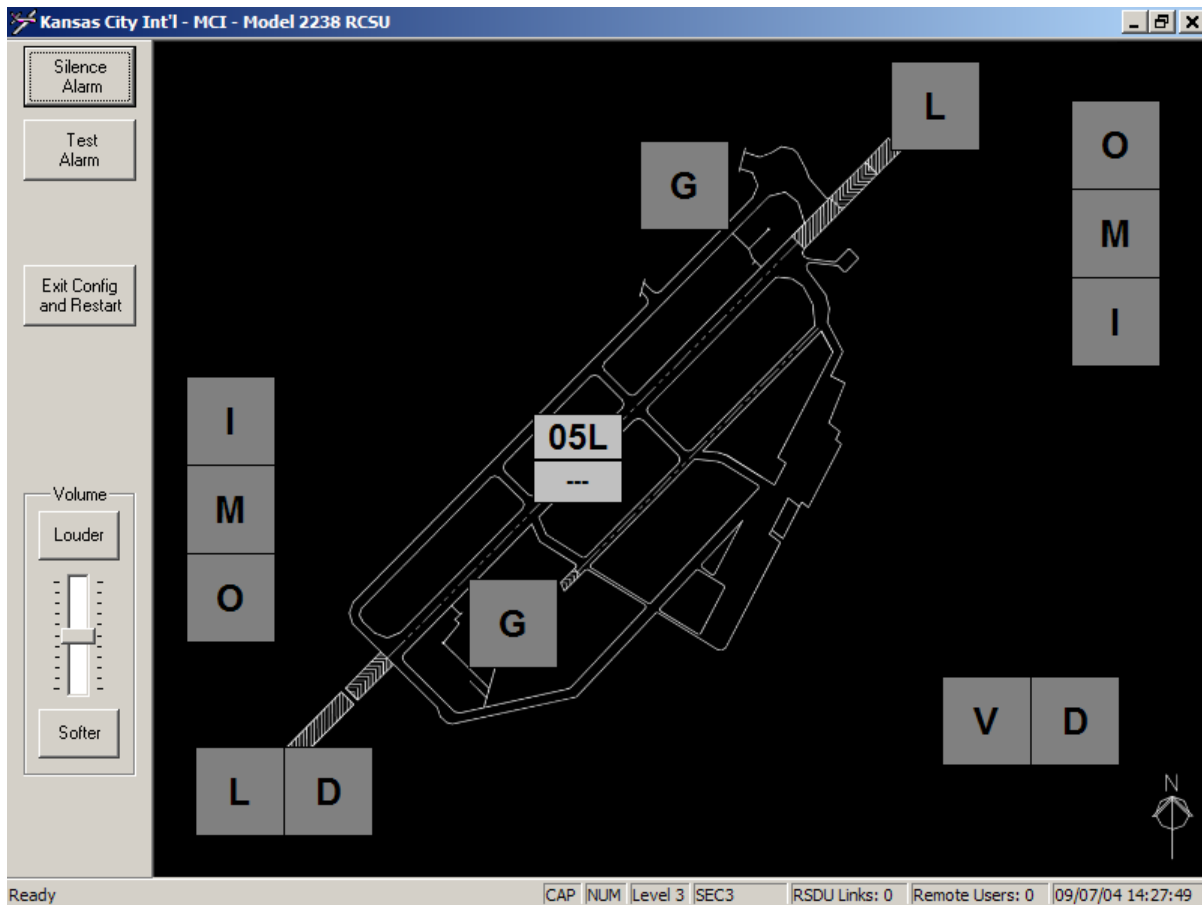 Kansas City Int'l - MCI - Model 2238 RCSU
Silence
Alarm
Test
Alarm
Exit Config
and Restart
Volume
Louder
Softer
L
G
O
M
I
I
M
O
05L
---
G
V D
L D
N
Ready CAP NUM Level 3 SEC3 RSDU Links: 0 Remote Users: 0 09/07/04 14:27:49